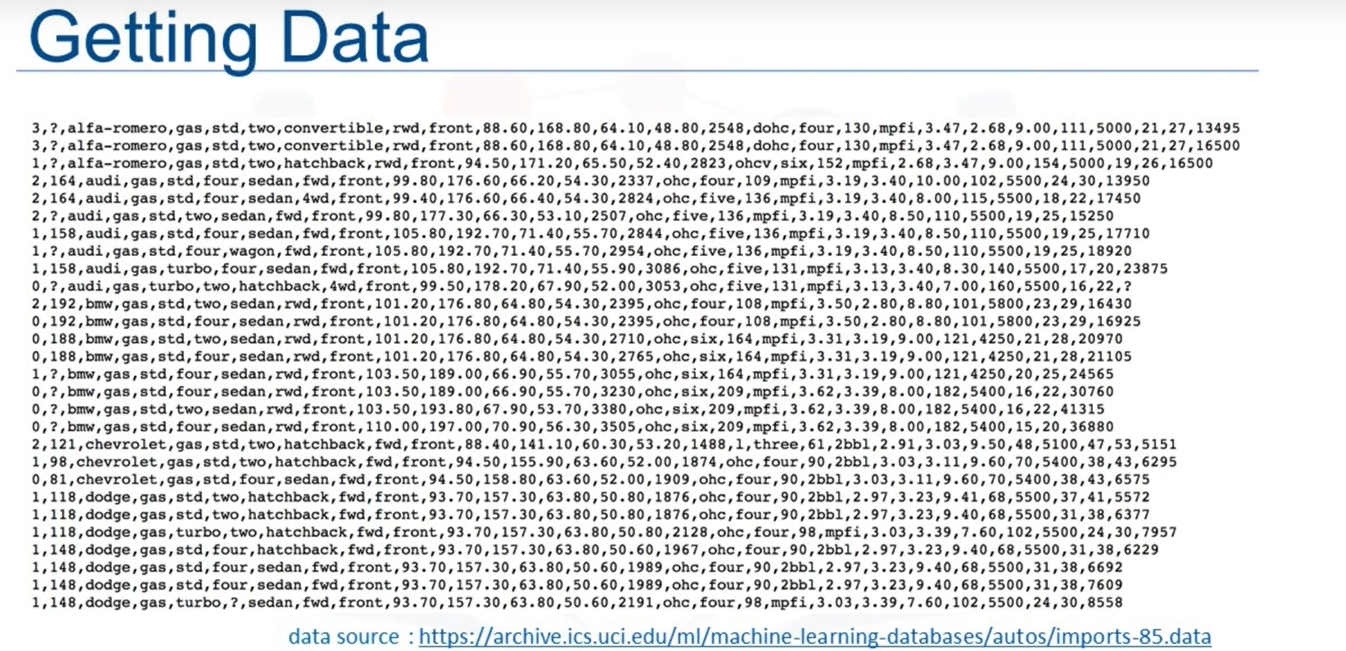 Getting Data
3,?,alfa-romero,gas,std,two,convertible,rwd,front,88.60,168.80,64.10,48.80,2548,dohc,four,130,mpfi,3.47,2.68,9.00,111,5000,21,27,13495
3,?,alfa-romero,gas,std,two,convertible,rwd,front,88.60,168.80,64.10,48.80,2548,dohc,four,130,mpfi,3.47,2.68,9.00,111,5000,21,27,16500
1,?,alfa-romero,gas,std,two,hatchback,rwd,front,94.50,171.20,65.50,52.40,2823,ohcv,six,152,mpfi,2.68,3.47,9.00,154,5000,19,26,16500
2,164,audi,gas,std,four,sedan,fwd,front,99.80,176.60,66.20,54.30,2337,ohc,four,109,mpfi,3.19,3.40,10.00,102,5500,24,30,13950
2,164,audi,gas,std,four,sedan,4wd,front,99.40,176.60,66.40,54.30,2824,ohc,five,136,mpfi,3.19,3.40,8.00,115,5500,18,22,17450
2,?,audi,gas,std,two,sedan,fwd,front,99.80,177.30,66.30,53.10,2507,ohc,five,136,mpfi,3.19,3.40,8.50,110,5500,19,25,15250
1,158,audi,gas,std,four,sedan,fwd,front,105.80,192.70,71.40,55.70,2844,ohc,five,136,mpfi,3.19,3.40,8.50,110,5500,19,25,17710
1,?,audi,gas,std,four,wagon,fwd,front,105.80,192.70,71.40,55.70,2954,ohc,five,136,mpfi,3.19,3.40,8.50,110,5500,19,25,18920
1,158,audi,gas,turbo,four,sedan,fwd,front,105.80,192.70,71.40,55.90,3086,ohc,five,131,mpfi,3.13,3.40,8.30,140,5500,17,20,23875
0,?,audi,gas,turbo,two,hatchback,4wd,front,99.50,178.20,67.90,52.00,3053,ohc,five,131,mpfi,3.13,3.40,7.00,160,5500,16,22,?
2,192,bmw,gas,std,two,sedan,rwd,front,101.20,176.80,64.80,54.30,2395,ohc,four,108,mpfi,3.50,2.80,8.80,101,5800,23,29,16430
0,192,bmw,gas,std,four,sedan,rwd,front,101.20,176.80,64.80,54.30,2395,ohc,four,108,mpfi,3.50,2.80,8.80,101,5800,23,29,16925
0,188,bmw,gas,std,two,sedan,rwd,front,101.20,176.80,64.80,54.30,2710,ohc,six,164,mpfi,3.31,3.19,9.00,121,4250,21,28,20970
0,188,bmw,gas,std,four,sedan,rwd,front,101.20,176.80,64.80,54.30,2765,ohc,six,164,mpfi,3.31,3.19,9.00,121,4250,21,28,21105
1,?,bmw,gas,std,four,sedan,rwd,front,103.50,189.00,66.90,55.70,3055,ohc,six,164,mpfi,3.31,3.19,9.00,121,4250,20,25,24565
0,?,bmw,gas,std,four,sedan,rwd,front,103.50,189.00,66.90,55.70,3230,ohc,six,209,mpfi,3.62,3.39,8.00,182,5400,16,22,30760
0,?,bmw,gas,std,two,sedan,rwd,front,103.50,193.80,67.90,53.70,3380,ohc,six,209,mpfi,3.62,3.39,8.00,182,5400,16,22,41315
0,?,bmw,gas,std,four,sedan,rwd,front,110.00,197.00,70.90,56.30,3505,ohc,six,209,mpfi,3.62,3.39,8.00,182,5400,15,20,36880
2,121,chevrolet,gas,std,two,hatchback,fwd,front,88.40,141.10,60.30,53.20,1488,l,three,61,2bbl,2.91,3.03,9.50,48,5100,47,53,5151
1,98,chevrolet,gas,std,two,hatchback,fwd,front,94.50,155.90,63.60,52.00,1874,ohc,four,90,2bbl,3.03,3.11,9.60,70,5400,38,43,6295
0,81,chevrolet,gas,std,four,sedan,fwd,front,94.50,158.80,63.60,52.00,1909,ohc,four,90,2bbl,3.03,3.11,9.60,70,5400,38,43,6575
1,118,dodge,gas,std,two,hatchback,fwd,front,93.70,157.30,63.80,50.80,1876,ohc,four,90,2bbl,2.97,3.23,9.41,68,5500,37,41,5572
1,118,dodge,gas,std,two,hatchback,fwd,front,93.70,157.30,63.80,50.80,1876,ohc,four,90,2bbl,2.97,3.23,9.40,68,5500,31,38,6377
1,118,dodge,gas,turbo,two,hatchback,fwd,front,93.70,157.30,63.80,50.80,2128,ohc,four,98,mpfi,3.03,3.39,7.60,102,5500,24,30,7957
1,148,dodge,gas,std,four,hatchback,fwd,front,93.70,157.30,63.80,50.60,1967,ohc,four,90,2bbl,2.97,3.23,9.40,68,5500,31,38,6229
1,148,dodge,gas,std,four,sedan,fwd,front,93.70,157.30,63.80,50.60,1989,ohc,four,90,2bbl,2.97,3.23,9.40,68,5500,31,38,6692
1,148,dodge,gas,std,four,sedan,fwd,front,93.70,157.30,63.80,50.60,1989,ohc,four,90,2bbl,2.97,3.23,9.40,68,5500,31,38,7609
1,148,dodge,gas,turbo,?,sedan,fwd,front,93.70,157.30,63.80,50.60,2191,ohc,four,98,mpfi,3.03,3.39,7.60,102,5500,24,30,8558
data source : https://archive.ics.uci.edu/ml/machine-learning-databases/autos/imports-85.data